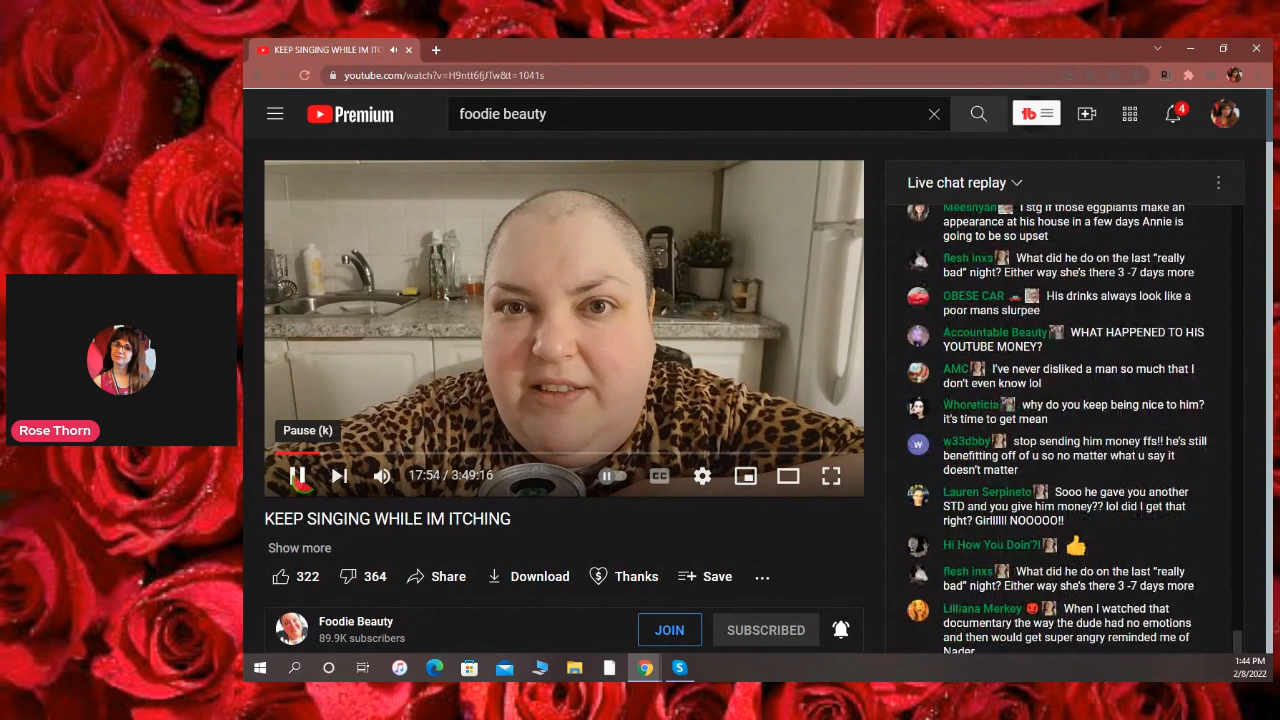 KEEP SINGING WHILE IM ITC
youtube.com/watch?v=H9ntt6fjJTw&t=1041s
Premium
foodie beauty
4
Live chat replay
Meesnyan I stg if those eggplants make an
appearance at his house in a few days Annie is
going to be so upset
flesh inxs What did he do on the last "really
bad" night? Either way she's there 3 -7 days more
OBESE CAR His drinks always look like a
poor mans slurpee
Accountable Beauty WHAT HAPPENED TO HIS
YOUTUBE MONEY?
AMC I've never disliked a man so much that I
don't even know lol
Whoreticia why do you keep being nice to him?
it's time to get mean
w33dbby stop sending him money ffs!! he's still
benefitting off of u so no matter what u say it
doesn't matter
Lauren Serpineto Sooo he gave you another
STD and you give him money?? lol did I get that
right? Girlllllll NOOOOO!!
Hi How You Doin'?!
flesh inxs What did he do on the last "really
bad" night? Either way she's there 3 -7 days more
Lilliana Merkey When I watched that
documentary the way the dude had no emotions
and then would get super angry reminded me of
Nader
Rose Thorn
Pause (k)
17:54 / 3:49:16
CC
KEEP SINGING WHILE IM ITCHING
Show more
322
364
Share
Download
Thanks
Save
Foodie Beauty
89.9K subscribers
JOIN
SUBSCRIBED
1:44 PM
2/8/2022